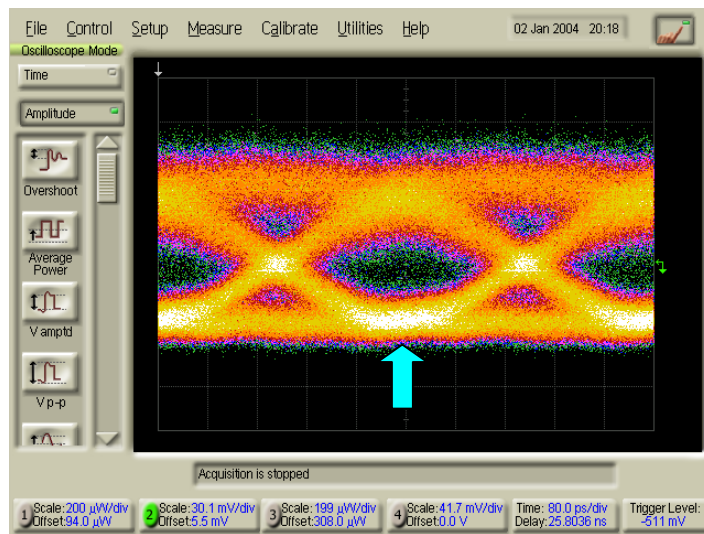 File Control Setup Measure Calibrate Utilities Help 02 Jan 2004 20:18
Oscilloscope Mode
Time
Amplitude
Overshoot
Average
Power
V amptd
V p-p
Acquisition is stopped
1 Scale:200 µW/div
Offset:94.0 µW
2 Scale:30.1 mV/div
Offset:5.5 mV
3 Scale:199 µW/div
Offset:308.0 µW
4 Scale:41.7 mV/div
Offset:0.0 V
Time: 80.0 ps/div
Delay:25.8036 ns
Trigger Level:
-511 mV